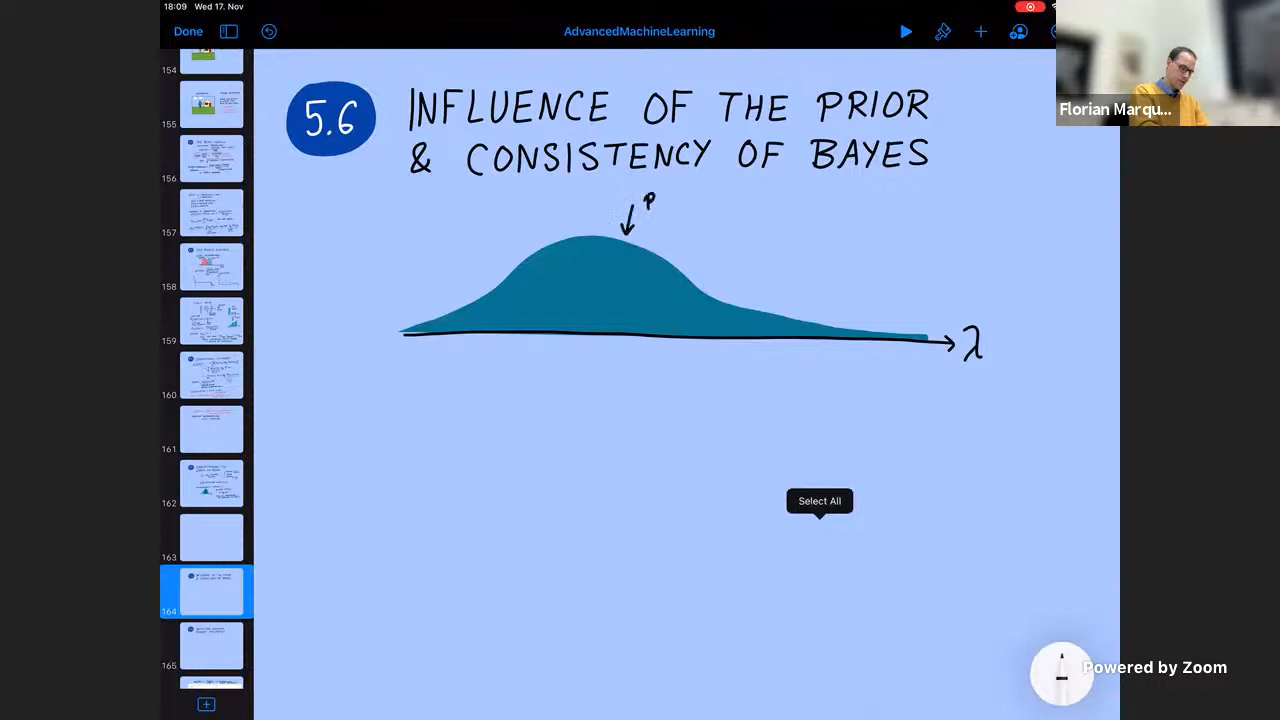 18:09 Wed 17. Nov
Done
AdvancedMachineLearning
Florian Marqu...
5.6
INFLUENCE OF THE PRIOR
& CONSISTENCY OF BAYES
P
λ
Select All
154
155
156
157
158
159
160
161
162
163
164
165
Powered by Zoom